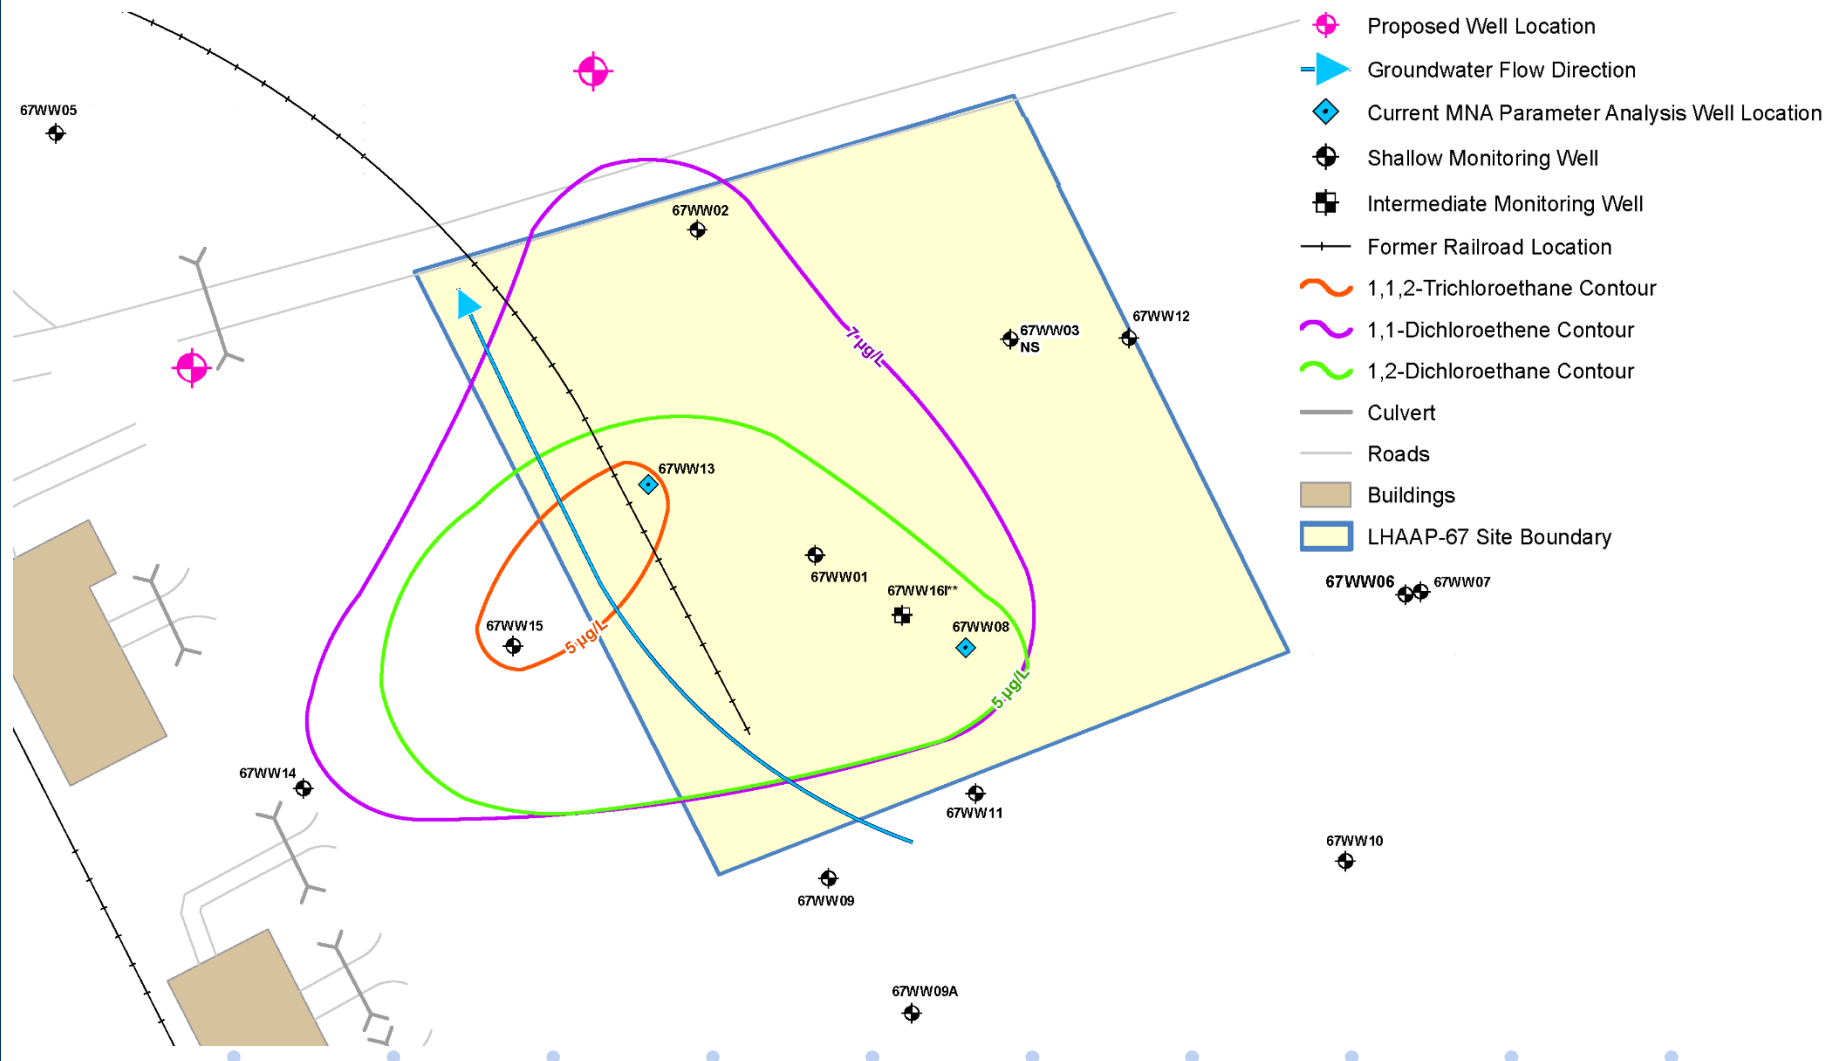 Proposed Well Location
Groundwater Flow Direction
Current MNA Parameter Analysis Well Location
Shallow Monitoring Well
Intermediate Monitoring Well
Former Railroad Location
1,1,2-Trichloroethane Contour
1,1-Dichloroethene Contour
1,2-Dichloroethane Contour
Culvert
Roads
Buildings
LHAAP-67 Site Boundary
67WW05
67WW02
67WW12
67WW03
NS
7 µg/L
67WW13
67WW01
67WW16I**
67WW08
67WW06
67WW07
67WW15
5 µg/L
5 µg/L
67WW14
67WW11
67WW10
67WW09
67WW09A